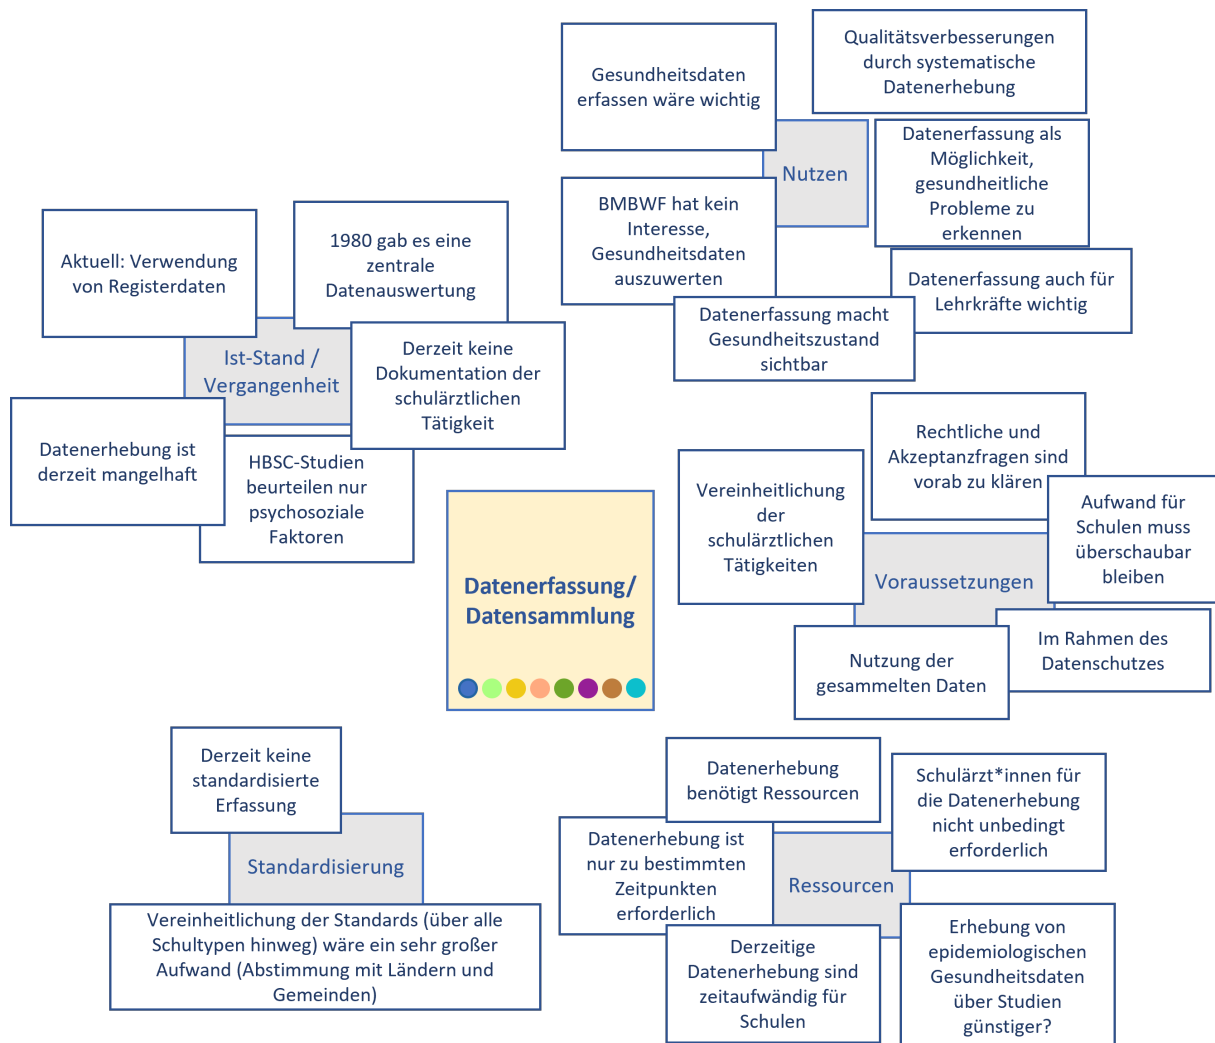 Gesundheitsdaten
erfassen wäre wichtig
Qualitätsverbesserungen
durch systematische
Datenerhebung
Nutzen
Datenerfassung als
Möglichkeit,
gesundheitliche
Probleme zu
erkennen
BMBWF hat kein
Interesse,
Gesundheitsdaten
auszuwerten
Datenerfassung auch für
Lehrkräfte wichtig
Datenerfassung macht
Gesundheitszustand
sichtbar
Aktuell: Verwendung
von Registerdaten
1980 gab es eine
zentrale
Datenauswertung
Ist-Stand /
Vergangenheit
Derzeit keine
Dokumentation der
schulärztlichen
Tätigkeit
Datenerhebung ist
derzeit mangelhaft
HBSC-Studien
beurteilen nur
psychosoziale
Faktoren
Datenerfassung/
Datensammlung
Rechtliche und
Akzeptanzfragen sind
vorab zu klären
Vereinheitlichung
der
schulärztlichen
Tätigkeiten
Aufwand für
Schulen muss
überschaubar
bleiben
Voraussetzungen
Im Rahmen des
Datenschutzes
Nutzung der
gesammelten Daten
Derzeit keine
standardisierte
Erfassung
Standardisierung
Vereinheitlichung der Standards (über alle
Schultypen hinweg) wäre ein sehr großer
Aufwand (Abstimmung mit Ländern und
Gemeinden)
Datenerhebung
benötigt Ressourcen
Schulärzt*innen für
die Datenerhebung
nicht unbedingt
erforderlich
Datenerhebung ist
nur zu bestimmten
Zeitpunkten
erforderlich
Ressourcen
Derzeitige
Datenerhebung sind
zeitaufwändig für
Schulen
Erhebung von
epidemiologischen
Gesundheitsdaten
über Studien
günstiger?